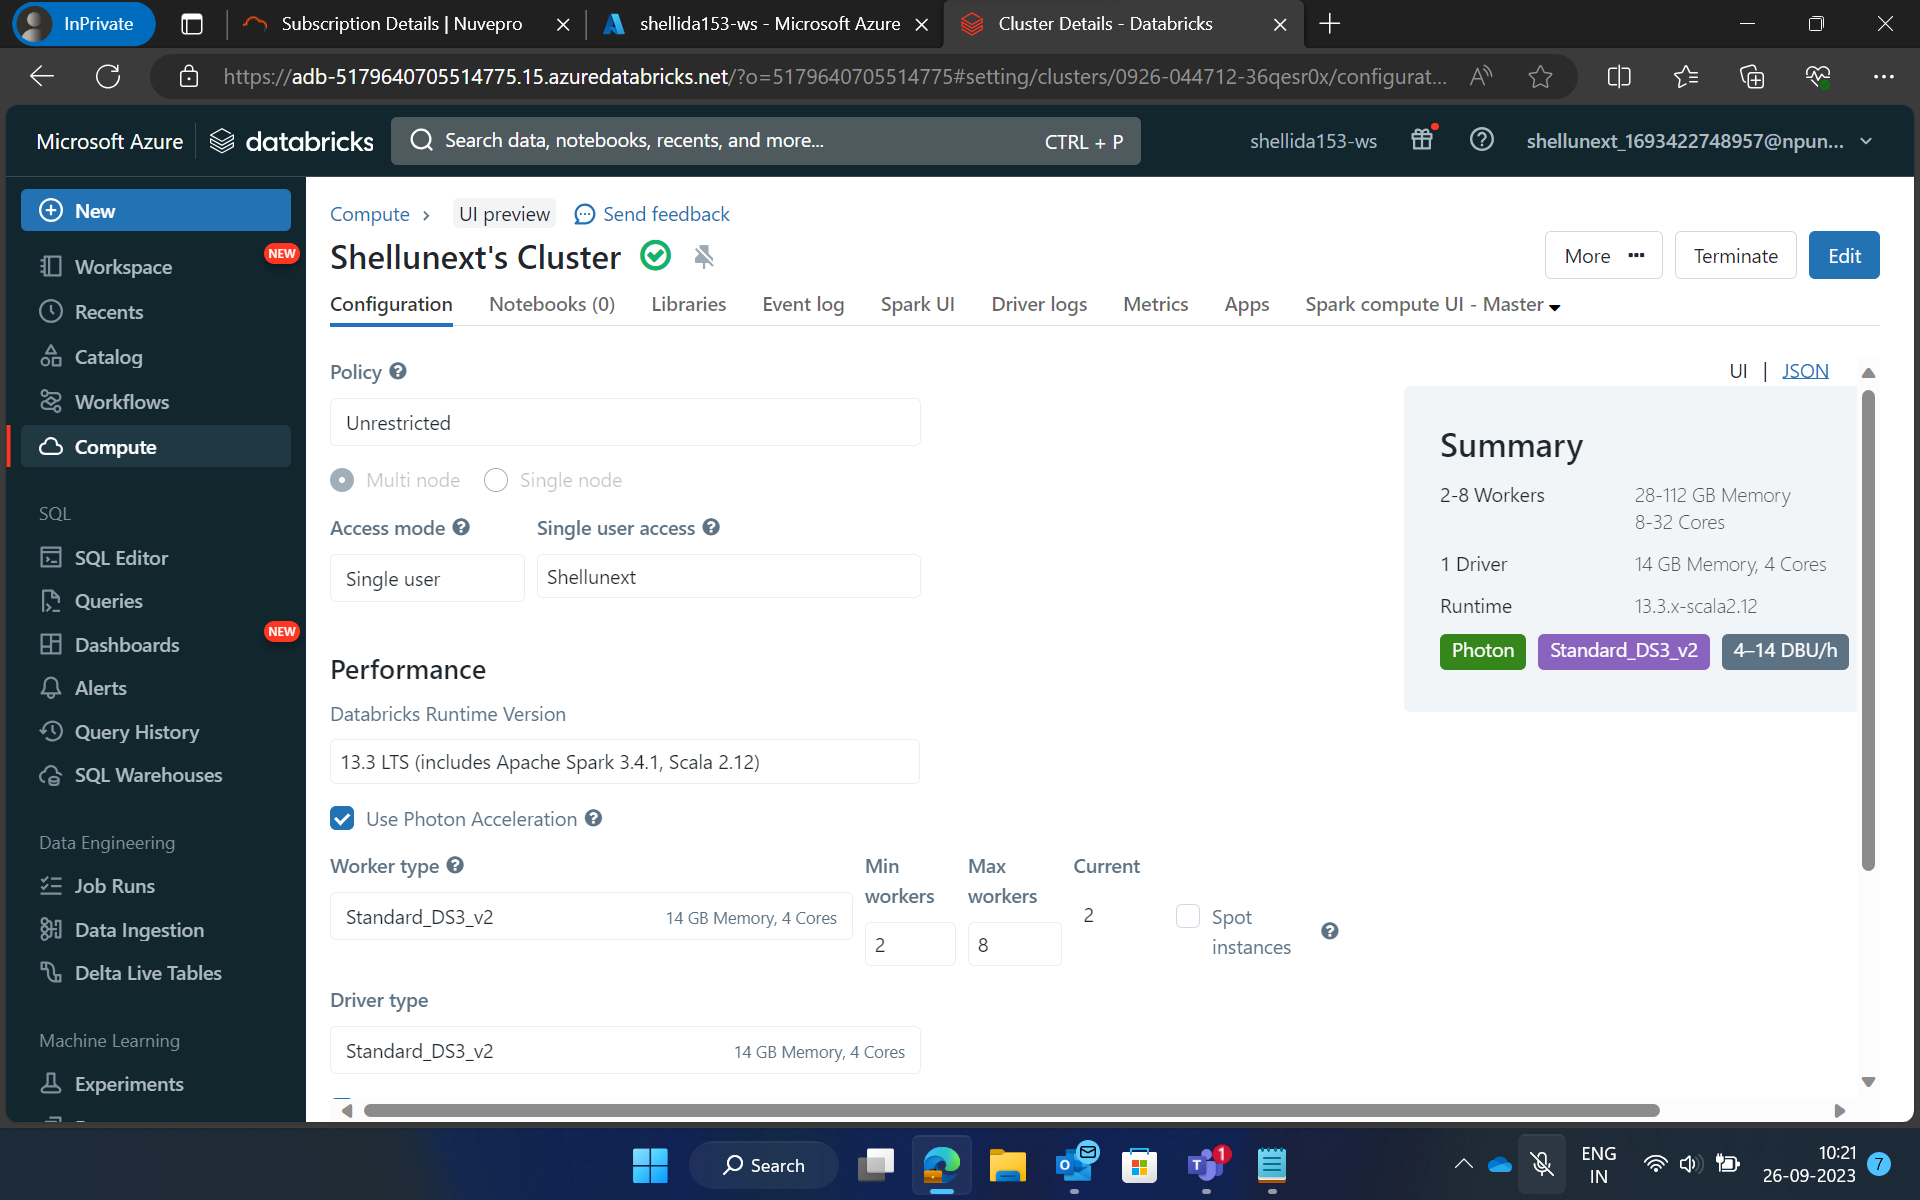 InPrivate
Subscription Details | Nuvepro
shellida153-ws - Microsoft Azure
Cluster Details - Databricks
https://adb-5179640705514775.15.azuredatabricks.net/?o=5179640705514775#setting/clusters/0926-044712-36qesr0x/configurat...
Microsoft Azure
databricks
Search data, notebooks, recents, and more...
CTRL + P
shellida153-ws
shellunext_1693422748957@npun...
New
Workspace
NEW
Recents
Catalog
Workflows
Compute
SQL
SQL Editor
Queries
Dashboards
NEW
Alerts
Query History
SQL Warehouses
Data Engineering
Job Runs
Data Ingestion
Delta Live Tables
Machine Learning
Experiments
Compute
UI preview
Send feedback
Shellunext's Cluster
More
Terminate
Edit
Configuration
Notebooks (0)
Libraries
Event log
Spark UI
Driver logs
Metrics
Apps
Spark compute UI - Master
UI | JSON
Policy
Unrestricted
Multi node
Single node
Access mode
Single user access
Single user
Shellunext
Performance
Databricks Runtime Version
13.3 LTS (includes Apache Spark 3.4.1, Scala 2.12)
Use Photon Acceleration
Worker type
Min workers
Max workers
Current
Standard_DS3_v2
14 GB Memory, 4 Cores
2
8
2
Spot instances
Driver type
Standard_DS3_v2
14 GB Memory, 4 Cores
Summary
2-8 Workers
28-112 GB Memory
8-32 Cores
1 Driver
14 GB Memory, 4 Cores
Runtime
13.3.x-scala2.12
Photon
Standard_DS3_v2
4–14 DBU/h
Search
1
ENG
IN
10:21
26-09-2023
7